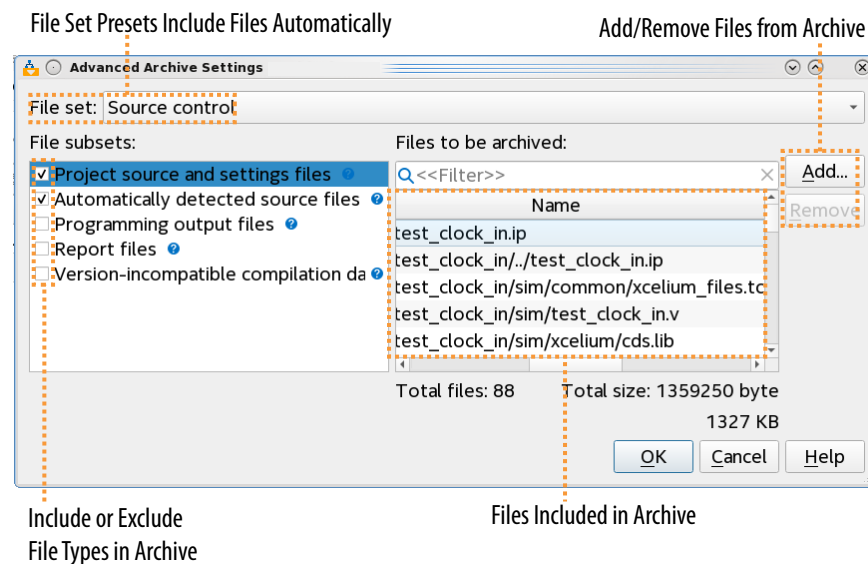 File Set Presets Include Files Automatically
Add/Remove Files from Archive
Advanced Archive Settings
File set: Source control
File subsets:
Files to be archived:
Project source and settings files
Automatically detected source files
Programming output files
Report files
Version-incompatible compilation da
<<Filter>>
Name
test_clock_in.ip
test_clock_in/../test_clock_in.ip
test_clock_in/sim/common/xcelium_files.tc
test_clock_in/sim/test_clock_in.v
test_clock_in/sim/xcelium/cds.lib
Add...
Remove
Total files: 88
Total size: 1359250 byte
1327 KB
OK
Cancel
Help
Include or Exclude
File Types in Archive
Files Included in Archive